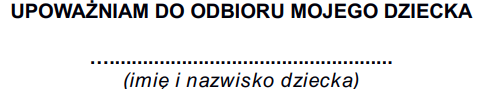 UPOWAŻNIAM DO ODBIORU MOJEGO DZIECKA
…...................................................
(imię i nazwisko dziecka)